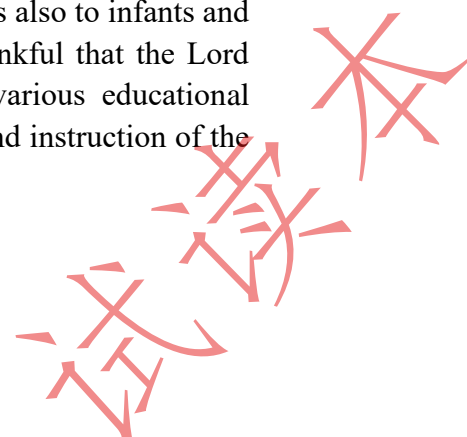 s also to infants and
nkful that the Lord
various educational
nd instruction of the
试读本